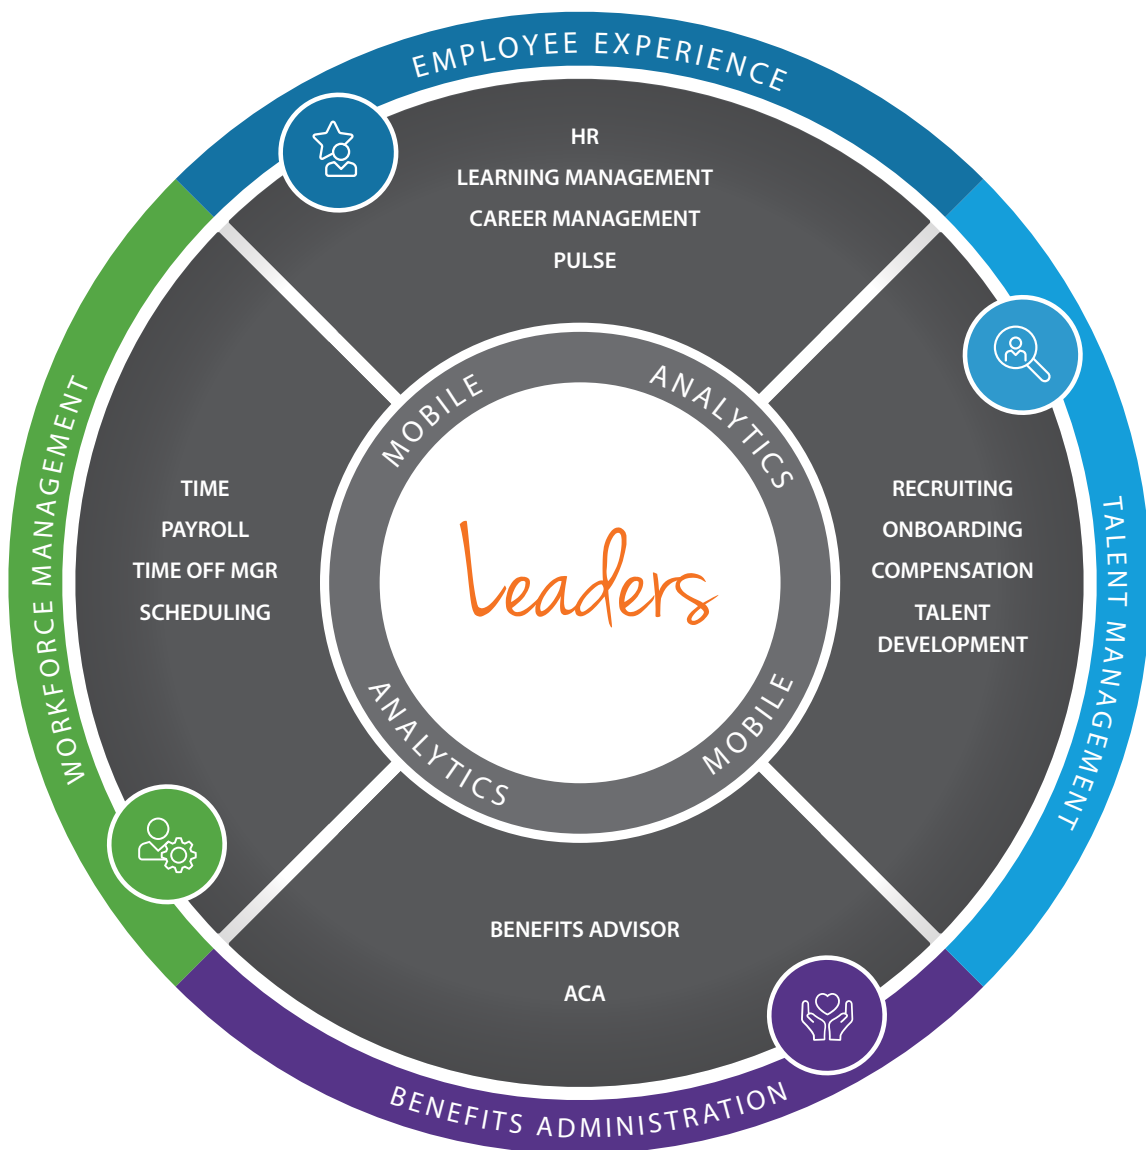 EMPLOYEE EXPERIENCE
HR
LEARNING MANAGEMENT
CAREER MANAGEMENT
PULSE
MOBILE
ANALYTICS
WORKFORCE MANAGEMENT
TIME
PAYROLL
TIME OFF MGR
SCHEDULING
Leaders
RECRUITING
ONBOARDING
COMPENSATION
TALENT
DEVELOPMENT
TALENT MANAGEMENT
ANALYTICS
MOBILE
BENEFITS ADVISOR
ACA
BENEFITS ADMINISTRATION